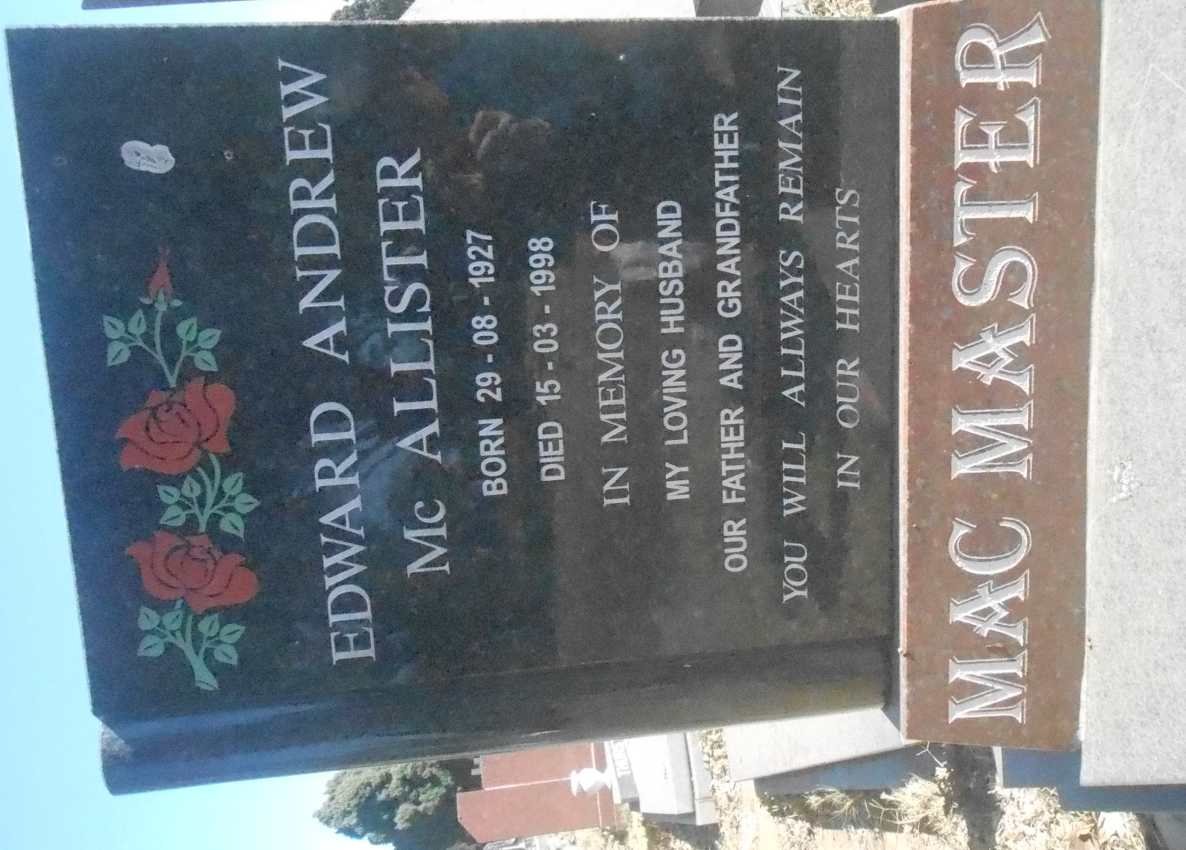 EDWARD ANDREW
Mc ALLISTER
BORN 29 - 08 - 1927
DIED 15 - 03 - 1998
IN MEMORY OF
MY LOVING HUSBAND
OUR FATHER AND GRANDFATHER
YOU WILL ALLWAYS REMAIN
IN OUR HEARTS
MAC MASTER